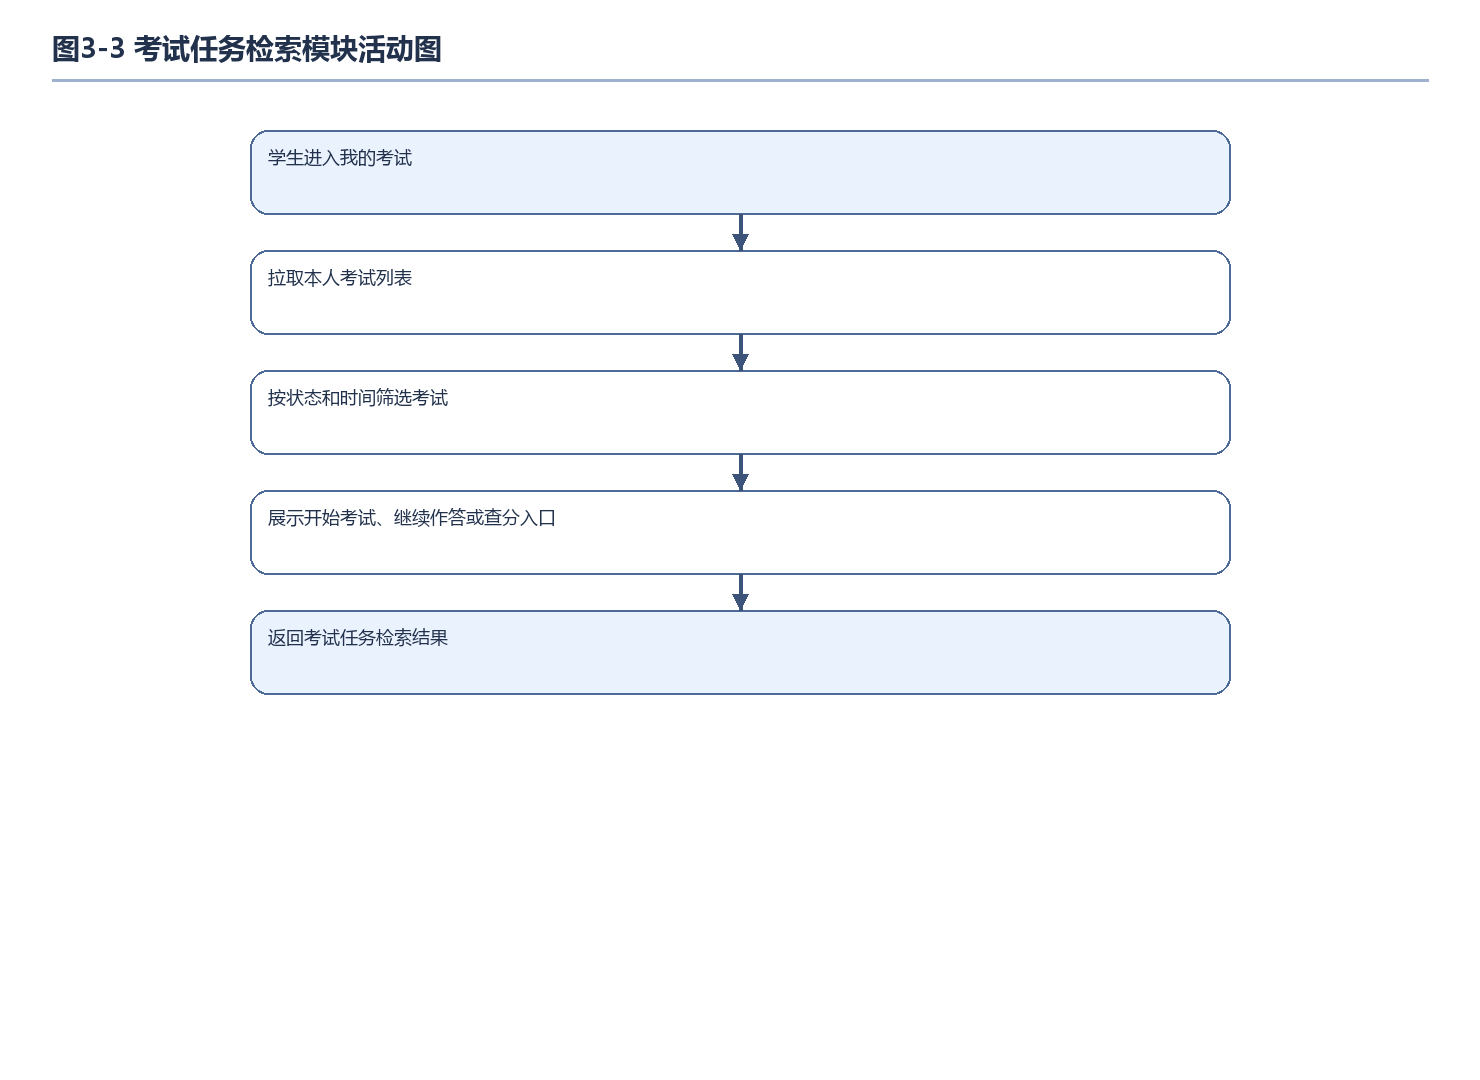 图3-3 考试任务检索模块活动图
学生进入我的考试
拉取本人考试列表
按状态和时间筛选考试
展示开始考试、继续作答或查分入口
返回考试任务检索结果